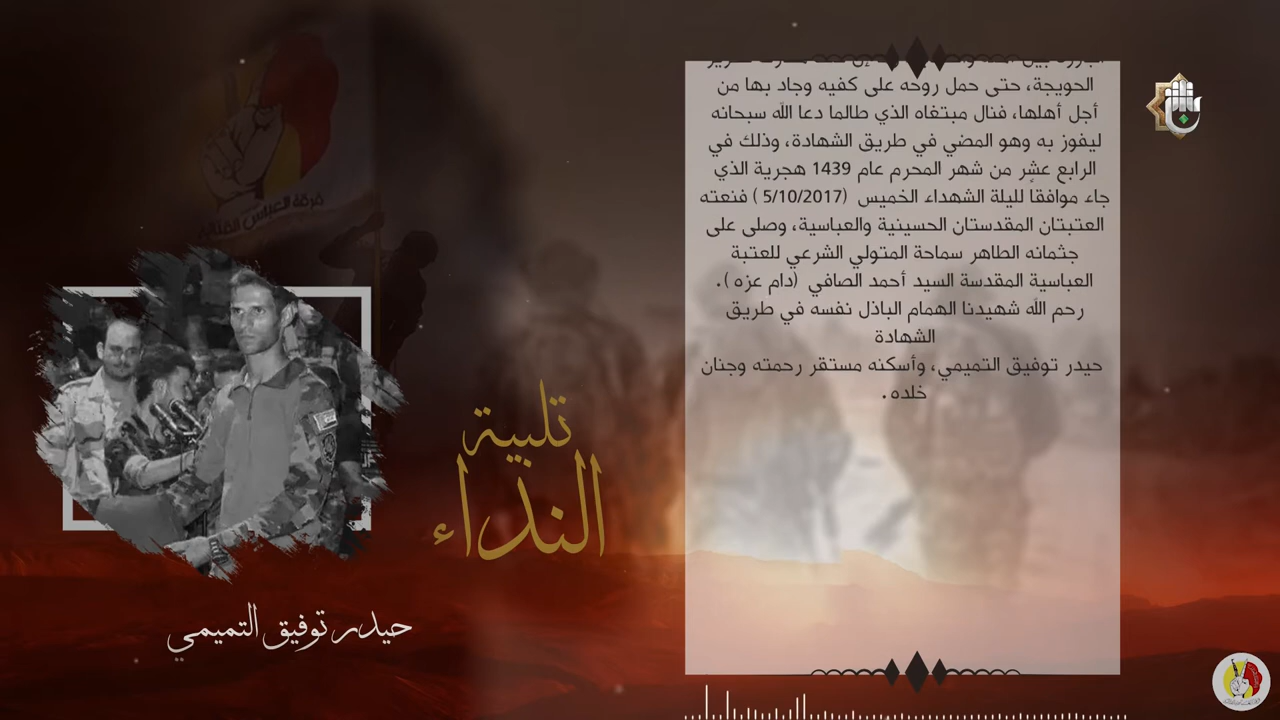 الحويجة، حتى حمل روحه على كفيه وجاد بها من
أجل أهلها، فنال مبتغاه الذي طالما دعا الله سبحانه
ليفوز به وهو المضي في طريق الشهادة، وذلك في
الرابع عشر من شهر المحرم عام 1439 هجرية الذي
جاء موافقاً لليلة الشهداء الخميس (5/10/2017 ) فنعته
العتبتان المقدستان الحسينية والعباسية، وصلى على
جثمانه الطاهر سماحة المتولي الشرعي للعتبة
العباسية المقدسة السيد أحمد الصافي (دام عزه ).
رحم الله شهيدنا الهمام الباذل نفسه في طريق
الشهادة
حيدر توفيق التميمي، وأسكنه مستقر رحمته وجنان
خلده .
تلبية
النداء
حيدر توفيق التميمي
فرقة العباس القتالية